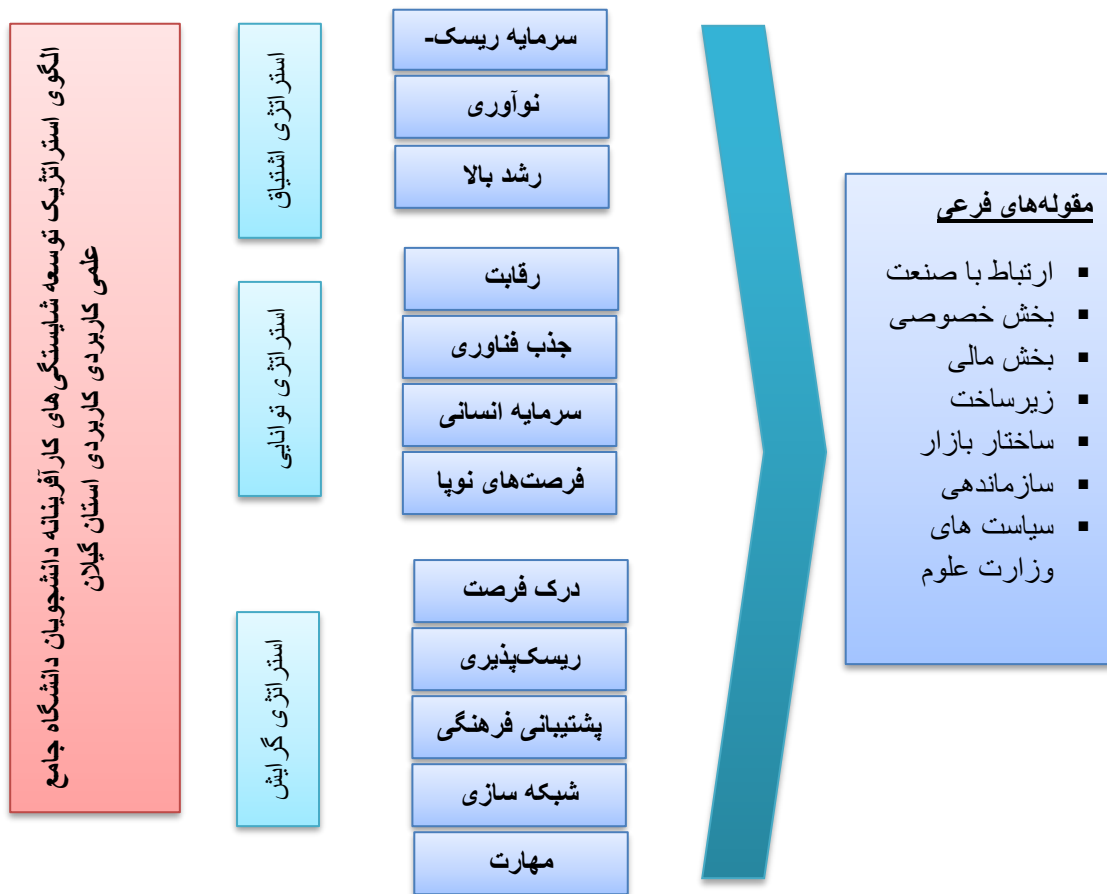 الگوی استراتژیک توسعه شایستگی‌های کارآفرینانه دانشجویان دانشگاه جامع
علمی کاربردی کاربردی استان گیلان
استراتژی اشتیاق
سرمایه ریسک-
نوآوری
رشد بالا
استراتژی توانایی
رقابت
جذب فناوری
سرمایه انسانی
فرصت‌های نوپا
استراتژی گرایش
درک فرصت
ریسک‌پذیری
پشتیبانی فرهنگی
شبکه سازی
مهارت
مقوله‌های فرعی
▪ ارتباط با صنعت
▪ بخش خصوصی
▪ بخش مالی
▪ زیرساخت
▪ ساختار بازار
▪ سازماندهی
▪ سیاست های
وزارت علوم